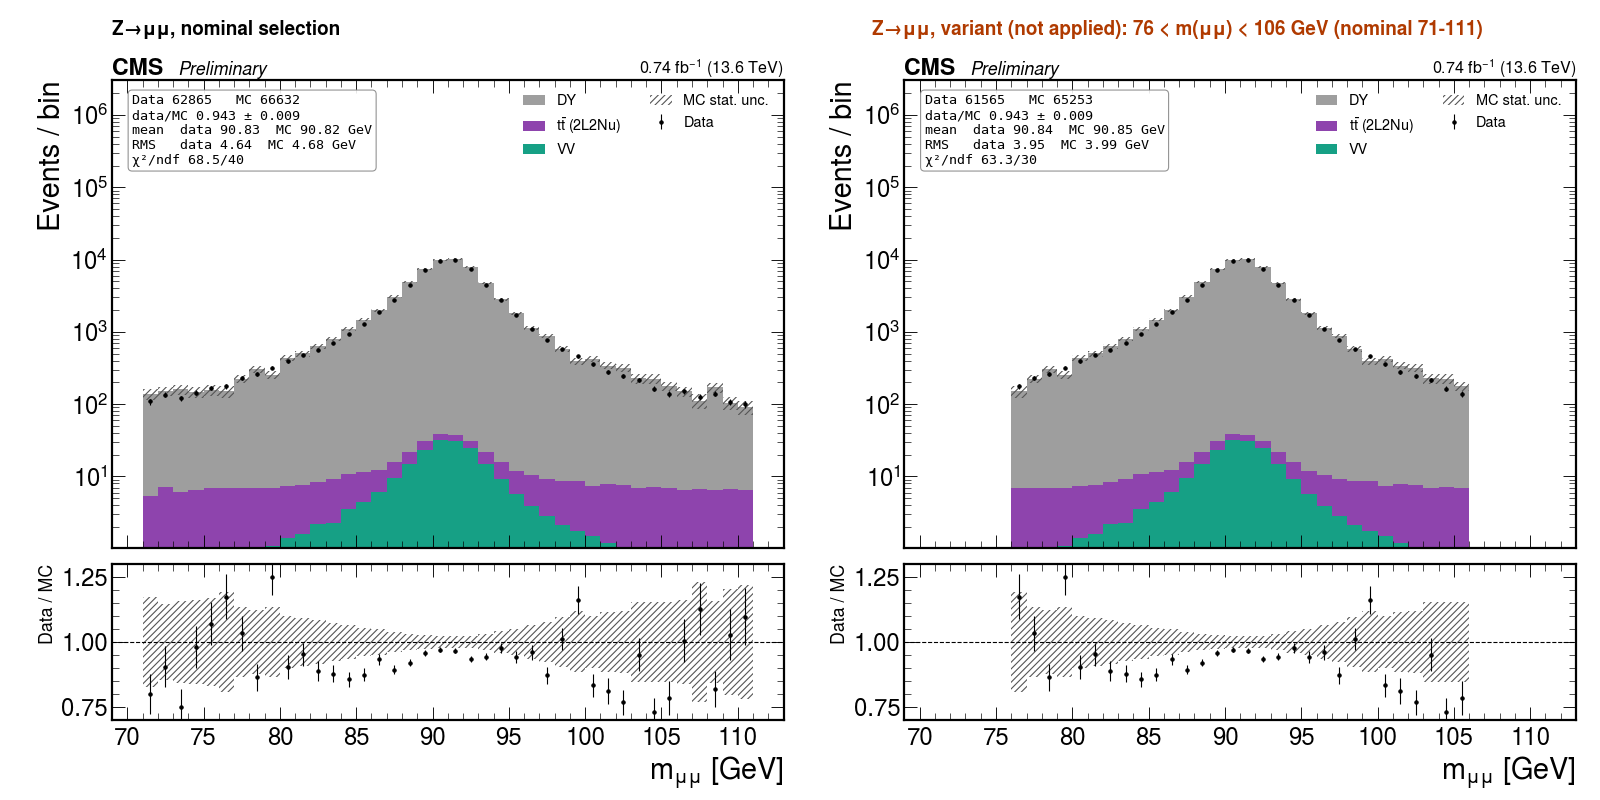 Z→μμ, nominal selection
CMS Preliminary 0.74 fb⁻¹ (13.6 TeV)
Events / bin
10⁶
10⁵
10⁴
10³
10²
10¹
Data 62865 MC 66632
data/MC 0.943 ± 0.009
mean data 90.83 MC 90.82 GeV
RMS data 4.64 MC 4.68 GeV
χ²/ndf 68.5/40
DY
tt̄ (2L2Nu)
VV
MC stat. unc.
Data
Data / MC
1.25
1.00
0.75
70 75 80 85 90 95 100 105 110
m_μμ [GeV]
Z→μμ, variant (not applied): 76 < m(μμ) < 106 GeV (nominal 71-111)
CMS Preliminary 0.74 fb⁻¹ (13.6 TeV)
Events / bin
10⁶
10⁵
10⁴
10³
10²
10¹
Data 61565 MC 65253
data/MC 0.943 ± 0.009
mean data 90.84 MC 90.85 GeV
RMS data 3.95 MC 3.99 GeV
χ²/ndf 63.3/30
DY
tt̄ (2L2Nu)
VV
MC stat. unc.
Data
Data / MC
1.25
1.00
0.75
70 75 80 85 90 95 100 105 110
m_μμ [GeV]